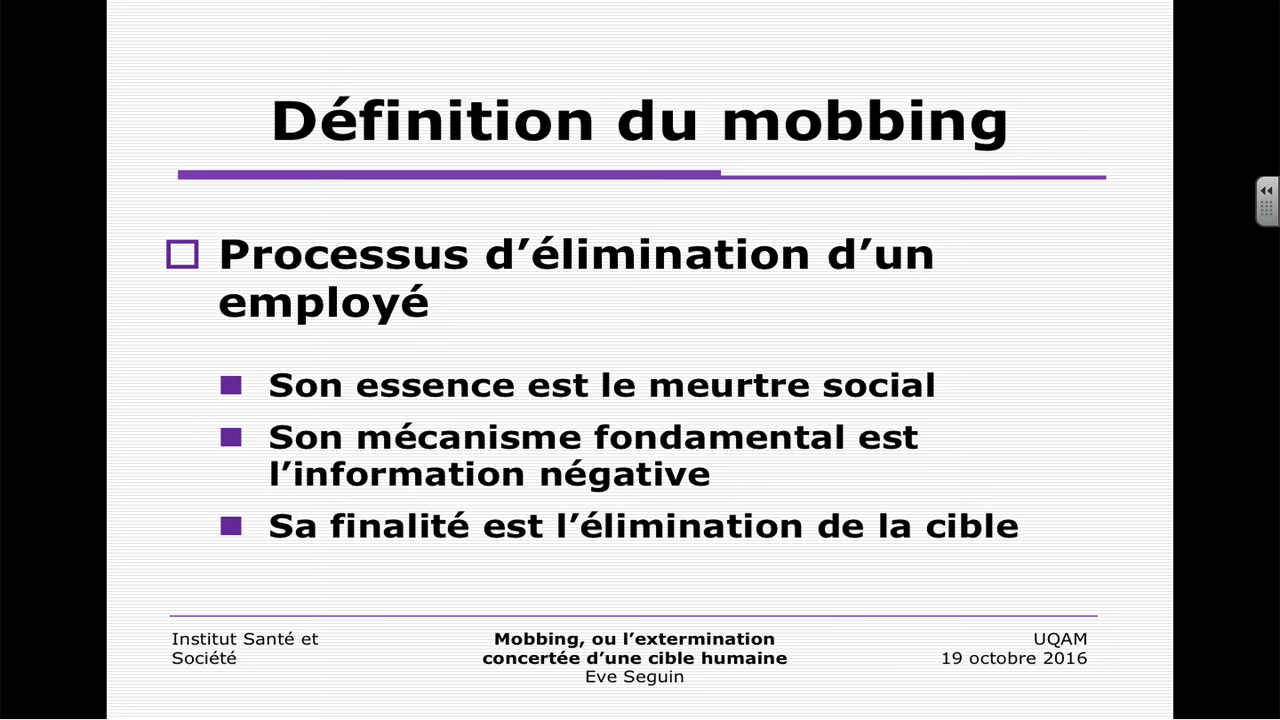 Définition du mobbing
Processus d’élimination d’un
employé
Son essence est le meurtre social
Son mécanisme fondamental est
l’information négative
Sa finalité est l’élimination de la cible
Institut Santé et
Société
Mobbing, ou l’extermination
concertée d’une cible humaine
Eve Seguin
UQAM
19 octobre 2016